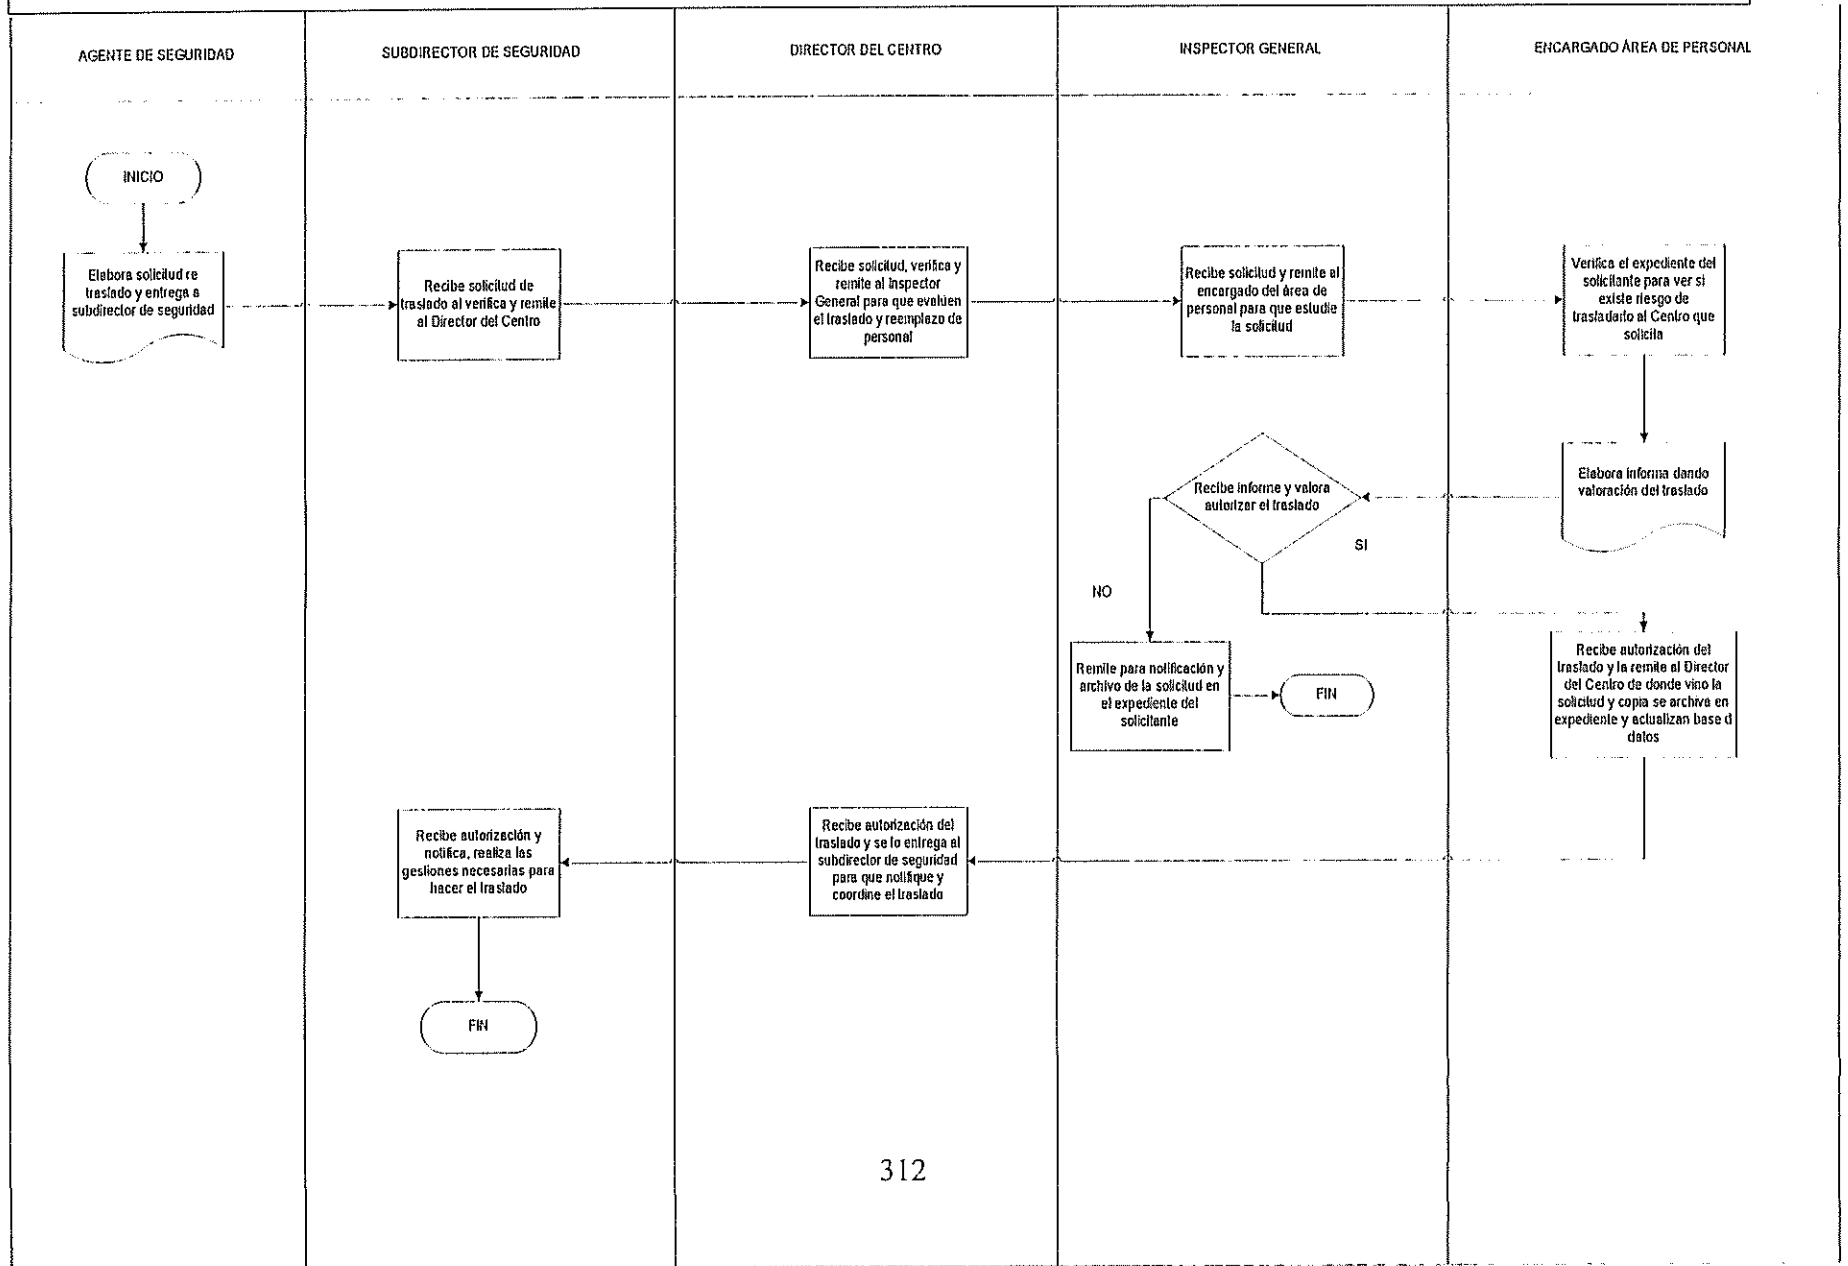 AGENTE DE SEGURIDAD
SUBDIRECTOR DE SEGURIDAD
DIRECTOR DEL CENTRO
INSPECTOR GENERAL
ENCARGADO ÁREA DE PERSONAL
INICIO
Elabora solicitud re
traslado y entrega a
subdirector de seguridad
Recibe solicitud de
traslado al verifica y remite
al Director del Centro
Recibe solicitud, verifica y
remite al Inspector
General para que evalúen
el traslado y reemplazo de
personal
Recibe solicitud y remite al
encargado del área de
personal para que estudie
la solicitud
Verifica el expediente del
solicitante para ver si
existe riesgo de
trasladarlo al Centro que
solicita
Recibe informe y valora
autorizar el traslado
Elabora informa dando
valoración del traslado
SI
NO
Remite para notificación y
archivo de la solicitud en
el expediente del
solicitante
FIN
Recibe autorización del
traslado y la remite al Director
del Centro de donde vino la
solicitud y copia se archiva en
expediente y actualizan base d
datos
Recibe autorización y
notifica, realiza las
gestiones necesarias para
hacer el traslado
Recibe autorización del
traslado y se lo entrega al
subdirector de seguridad
para que notifique y
coordine el traslado
FIN
312